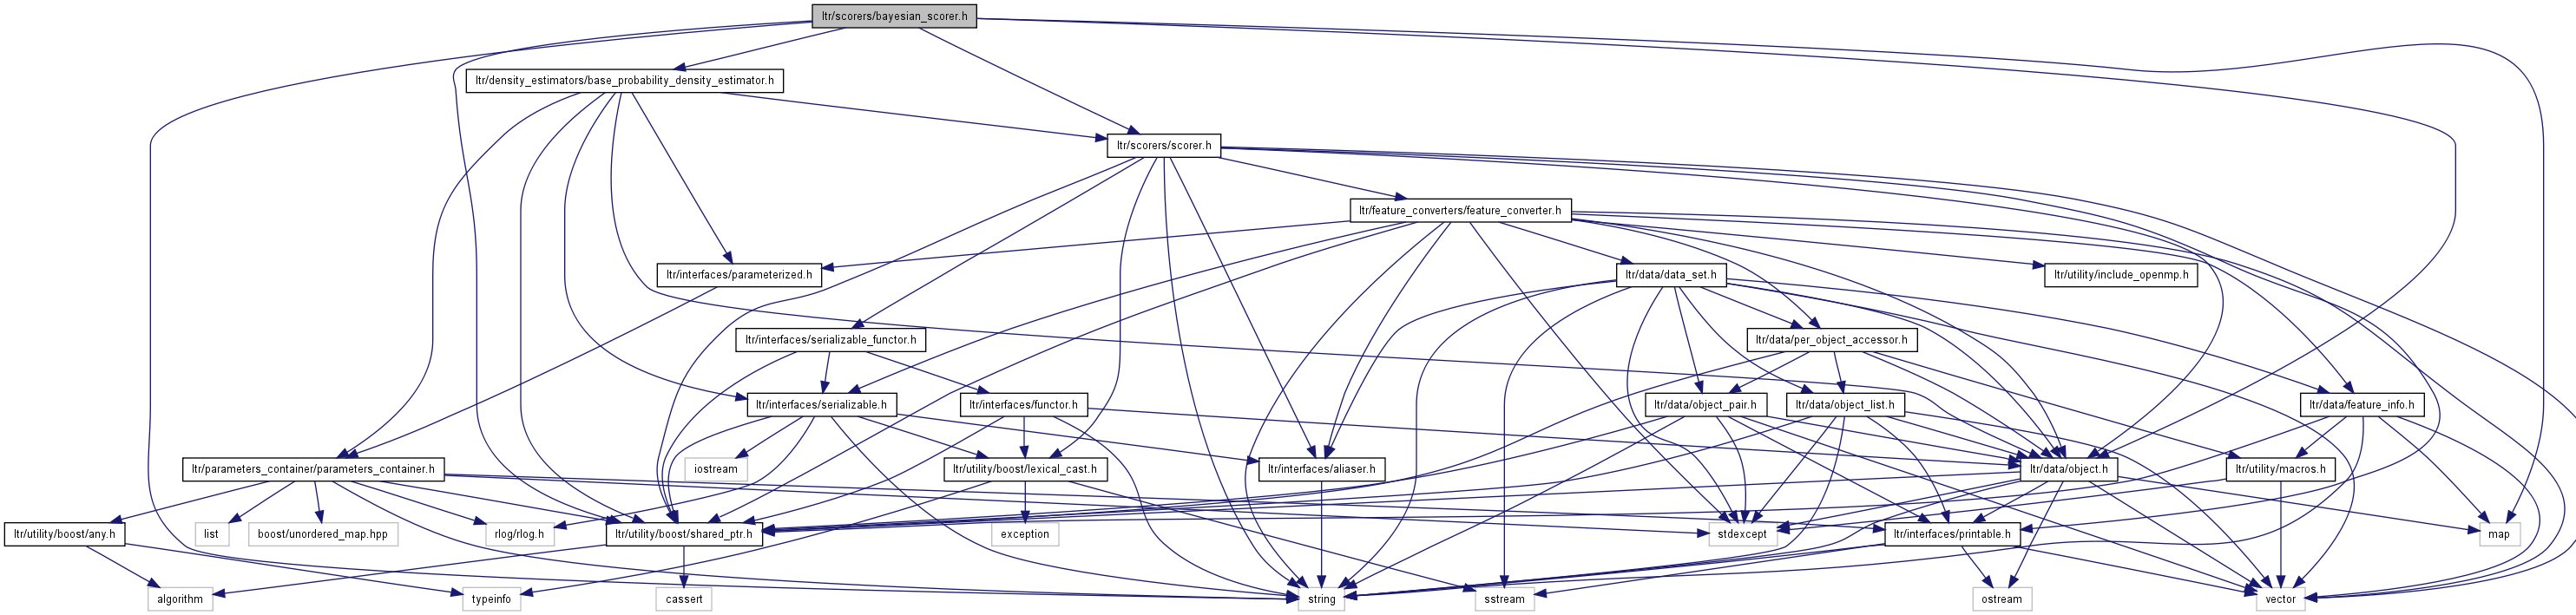 ltr/scorers/bayesian_scorer.h
ltr/density_estimators/base_probability_density_estimator.h
ltr/scorers/scorer.h
ltr/feature_converters/feature_converter.h
ltr/interfaces/parameterized.h
ltr/data/data_set.h
ltr/utility/include_openmp.h
ltr/interfaces/serializable_functor.h
ltr/data/per_object_accessor.h
ltr/interfaces/serializable.h
ltr/interfaces/functor.h
ltr/data/object_pair.h
ltr/data/object_list.h
ltr/data/feature_info.h
ltr/parameters_container/parameters_container.h
iostream
ltr/utility/boost/lexical_cast.h
ltr/interfaces/aliaser.h
ltr/data/object.h
ltr/utility/macros.h
ltr/utility/boost/any.h
list
boost/unordered_map.hpp
rlog/rlog.h
ltr/utility/boost/shared_ptr.h
exception
stdexcept
ltr/interfaces/printable.h
map
algorithm
typeinfo
cassert
string
sstream
ostream
vector